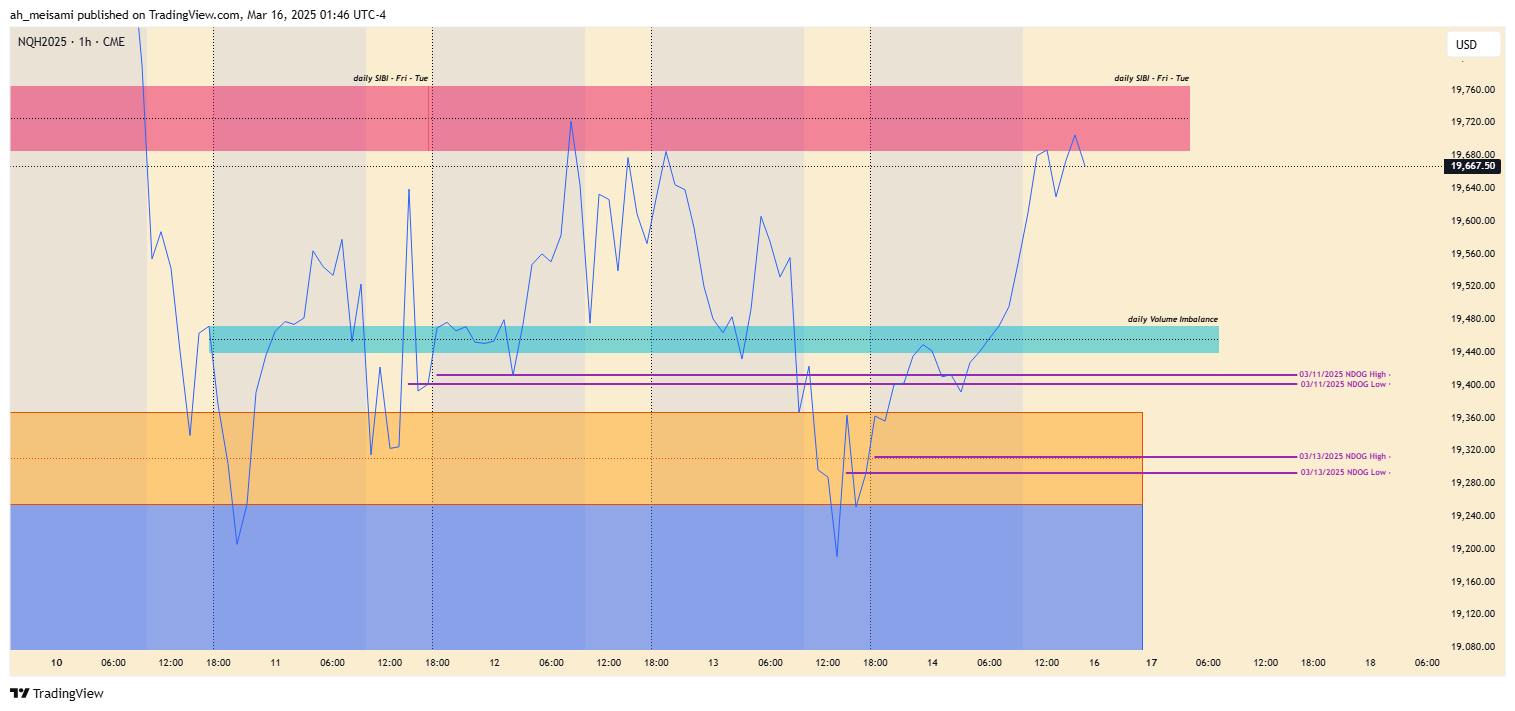 ah_meisami published on TradingView.com, Mar 16, 2025 01:46 UTC-4
NQH2025 · 1h · CME
USD
daily SIBI - Fri - Tue
daily SIBI - Fri - Tue
19,760.00
19,720.00
19,680.00
19,667.50
19,640.00
19,600.00
19,560.00
19,520.00
daily Volume Imbalance
19,480.00
19,440.00
03/11/2025 NDOG High ·
03/11/2025 NDOG Low ·
19,400.00
19,360.00
19,320.00
03/13/2025 NDOG High ·
03/13/2025 NDOG Low ·
19,280.00
19,240.00
19,200.00
19,160.00
19,120.00
19,080.00
10 06:00 12:00 18:00 11 06:00 12:00 18:00 12 06:00 12:00 18:00 13 06:00 12:00 18:00 14 06:00 12:00 16 17 06:00 12:00 18:00 18 06:00
TradingView